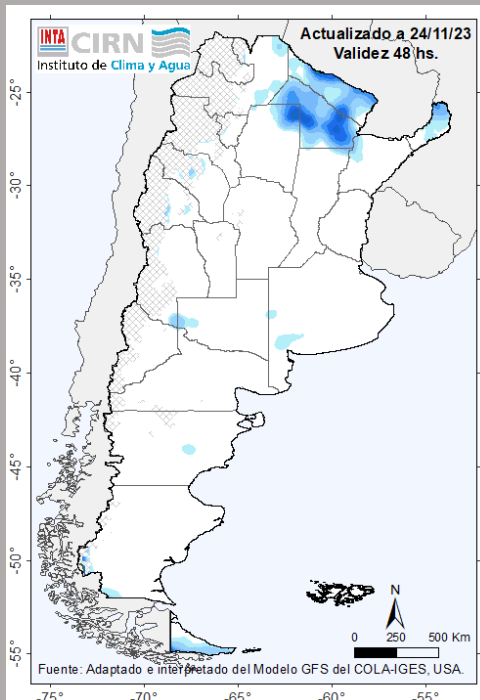 INTA
CIRN
Instituto de Clima y Agua
Actualizado a 24/11/23
Validez 48 hs.
-25°
-30°
-35°
-40°
-45°
-50°
-55°
N
0 250 500 Km
Fuente: Adaptado e interpretado del Modelo GFS del COLA-IGES, USA.
-75° -70° -65° -60° -55°